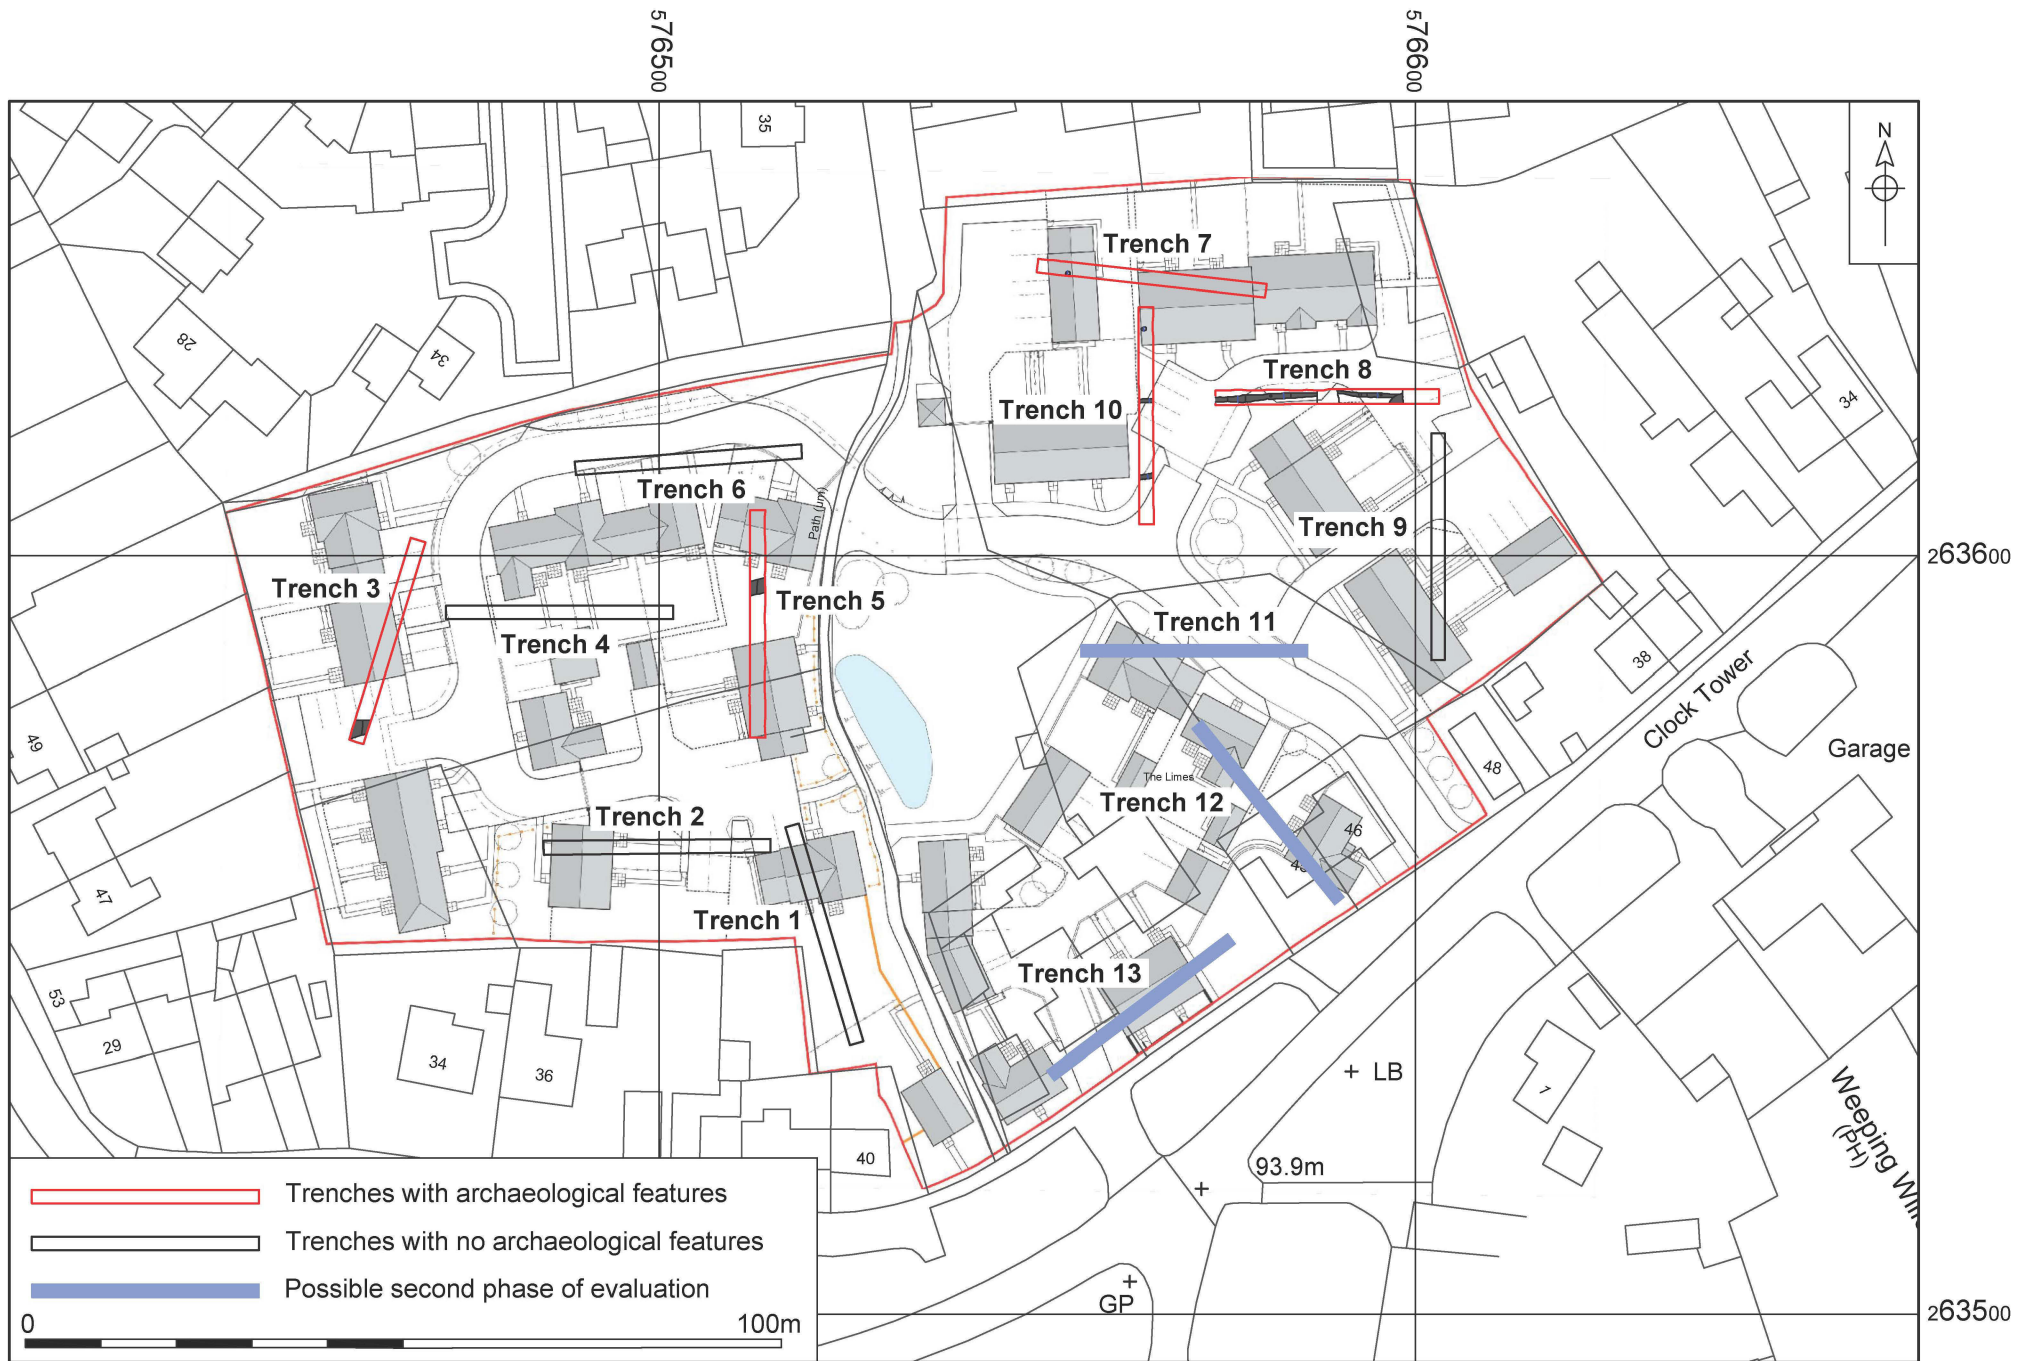 576500
576600
N
35
28
34
34
Trench 7
Trench 8
Trench 10
Trench 6
Path (um)
Trench 9
263600
Trench 3
Trench 5
Trench 11
Trench 4
38
Clock Tower
Garage
49
48
The Limes
Trench 12
Trench 2
46
47
Trench 1
Trench 13
53
29
34
36
LB
1
Weeping Will
(PH)
40
93.9m
GP
263500
Trenches with archaeological features
Trenches with no archaeological features
Possible second phase of evaluation
0 100m